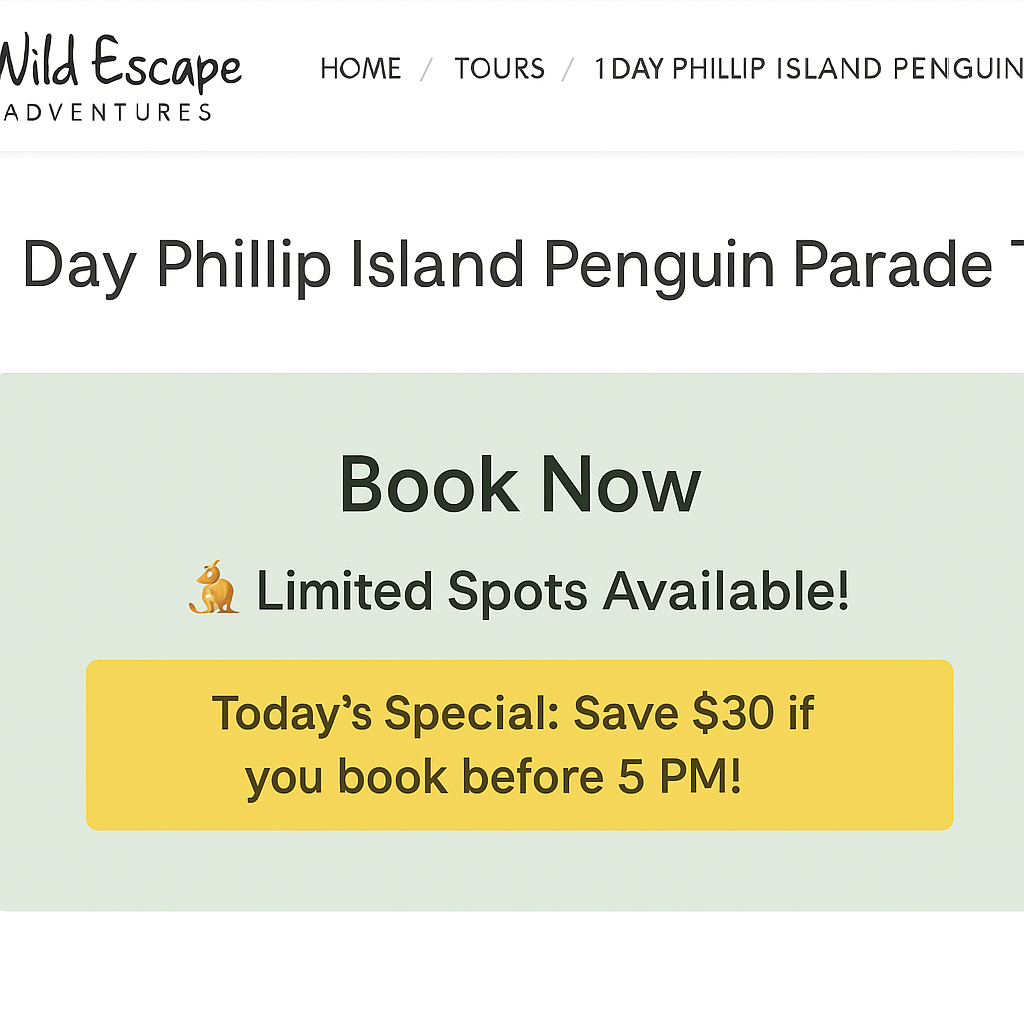 Wild Escape
ADVENTURES
HOME / TOURS / 1 DAY PHILLIP ISLAND PENGUIN
Day Phillip Island Penguin Parade
Book Now
Limited Spots Available!
Today's Special: Save $30 if
you book before 5 PM!